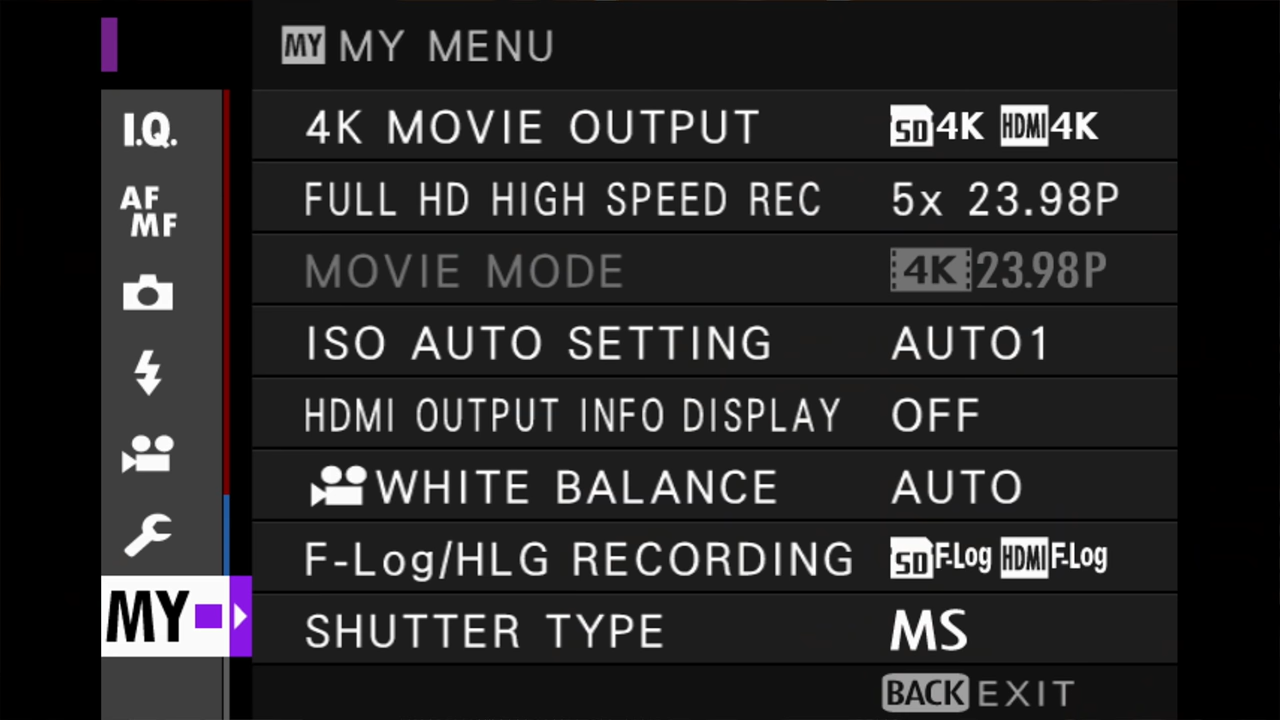 MY MY MENU
I.Q.
4K MOVIE OUTPUT SD 4K HDMI 4K
AF
MF
FULL HD HIGH SPEED REC 5x 23.98P
MOVIE MODE 4K 23.98P
ISO AUTO SETTING AUTO1
HDMI OUTPUT INFO DISPLAY OFF
WHITE BALANCE AUTO
F-Log/HLG RECORDING SD F-Log HDMI F-Log
MY
SHUTTER TYPE MS
BACK EXIT